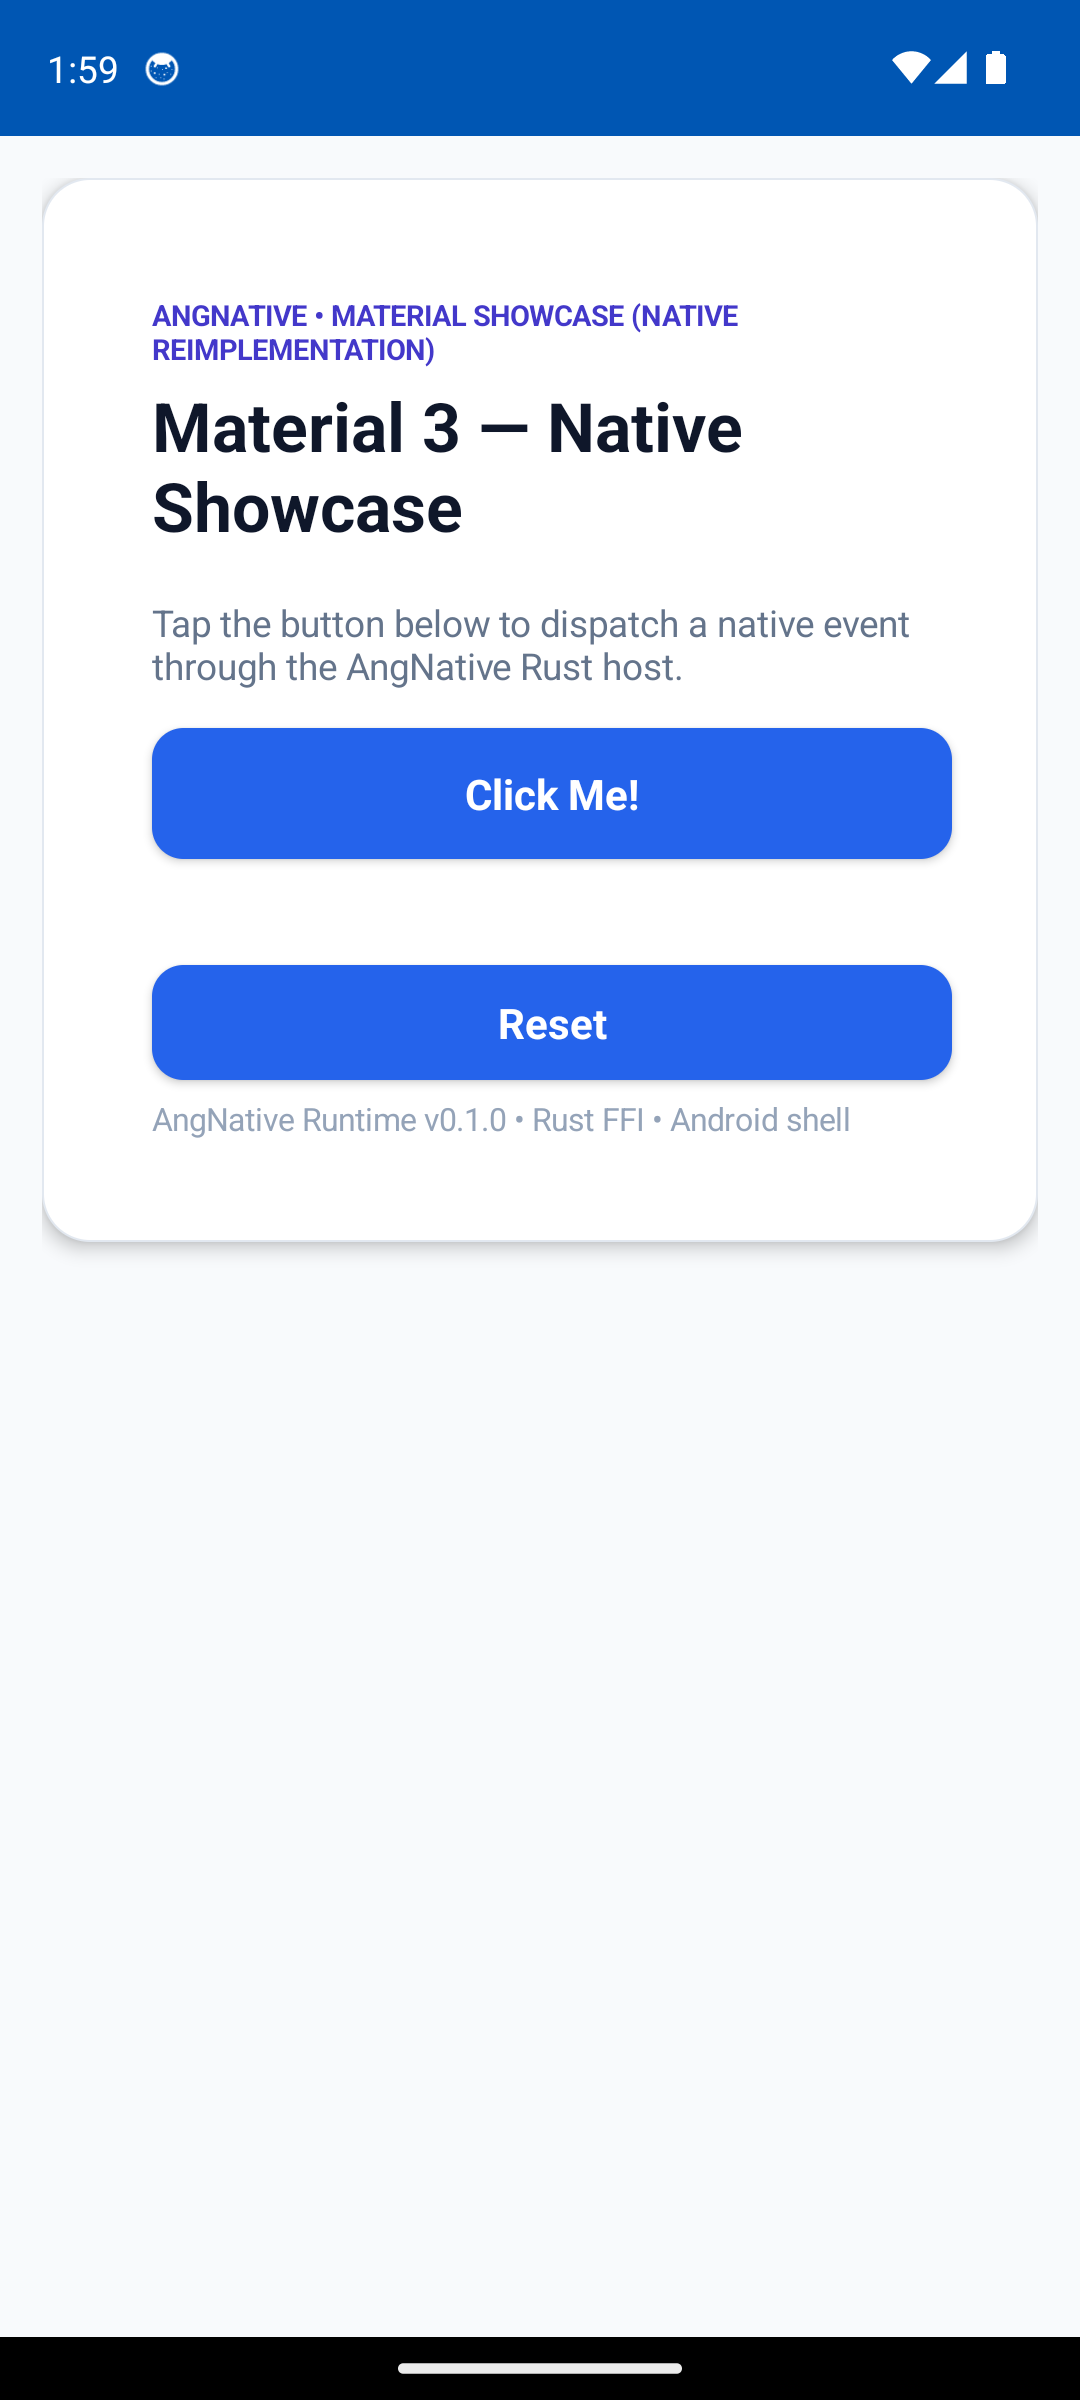 1:59
ANGNATIVE • MATERIAL SHOWCASE (NATIVE
REIMPLEMENTATION)
Material 3 — Native
Showcase
Tap the button below to dispatch a native event
through the AngNative Rust host.
Click Me!
Reset
AngNative Runtime v0.1.0 • Rust FFI • Android shell